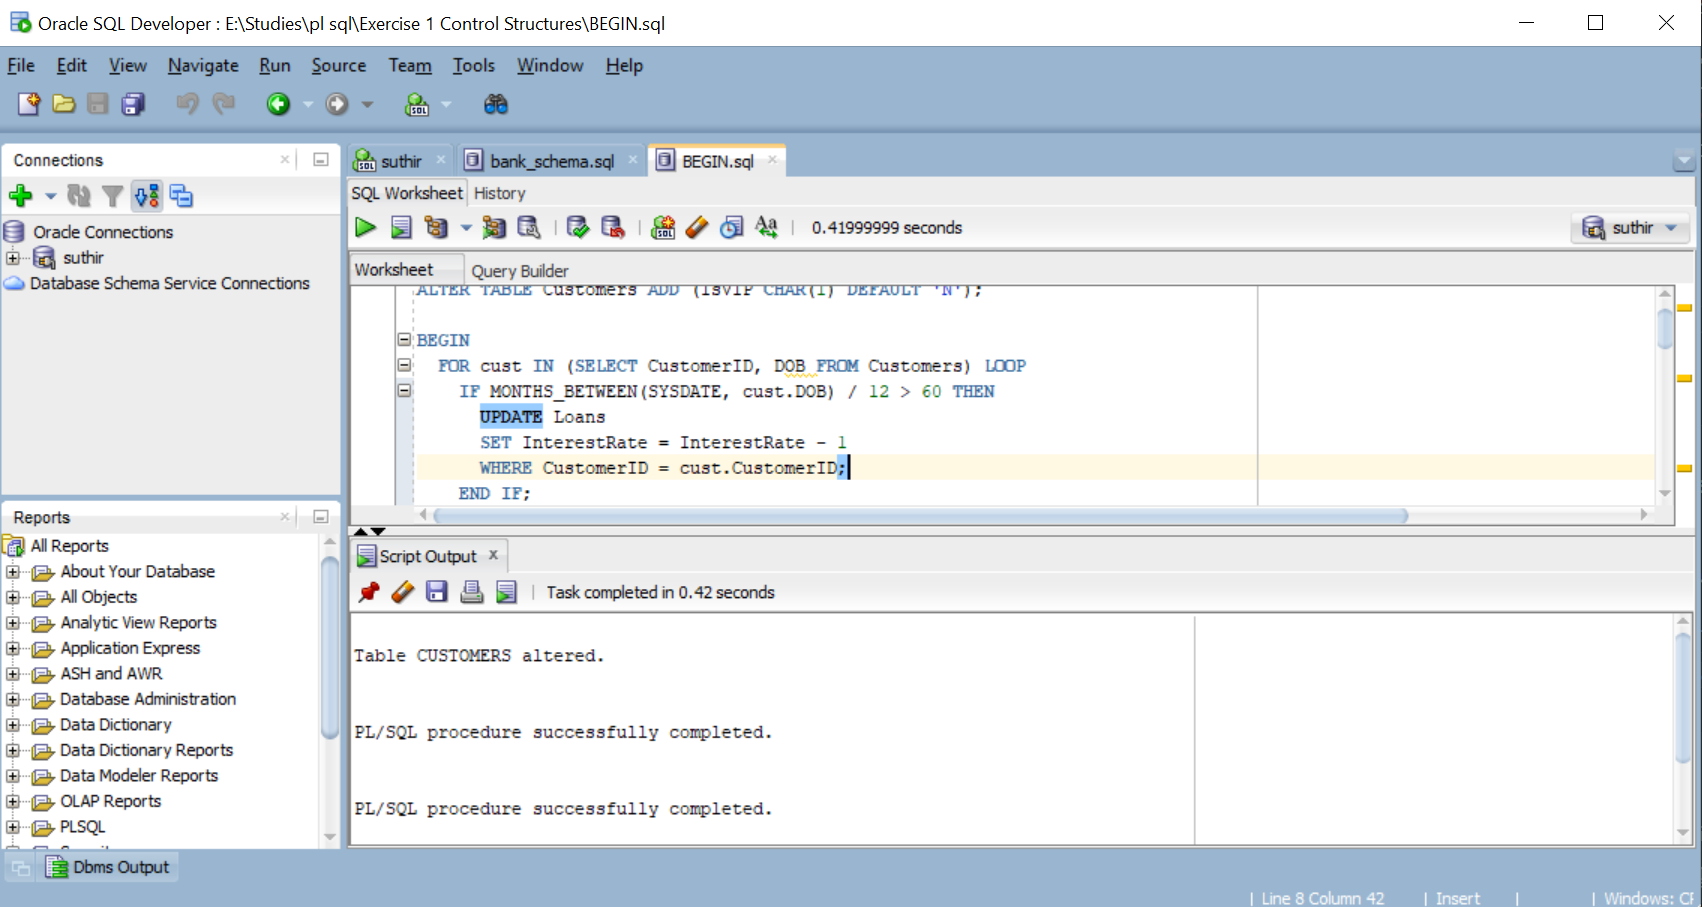 Oracle SQL Developer : E:\Studies\pl sql\Exercise 1 Control Structures\BEGIN.sql
File Edit View Navigate Run Source Team Tools Window Help
Connections
Oracle Connections
suthir
Database Schema Service Connections
Reports
All Reports
About Your Database
All Objects
Analytic View Reports
Application Express
ASH and AWR
Database Administration
Data Dictionary
Data Dictionary Reports
Data Modeler Reports
OLAP Reports
PLSQL
suthir bank_schema.sql BEGIN.sql
SQL Worksheet History
0.41999999 seconds
suthir
Worksheet Query Builder
ALTER TABLE Customers ADD (IsVIP CHAR(1) DEFAULT 'N');
BEGIN
FOR cust IN (SELECT CustomerID, DOB FROM Customers) LOOP
IF MONTHS_BETWEEN(SYSDATE, cust.DOB) / 12 > 60 THEN
UPDATE Loans
SET InterestRate = InterestRate - 1
WHERE CustomerID = cust.CustomerID;
END IF;
Script Output
Task completed in 0.42 seconds
Table CUSTOMERS altered.
PL/SQL procedure successfully completed.
PL/SQL procedure successfully completed.
Dbms Output
Line 8 Column 42 Insert Windows: